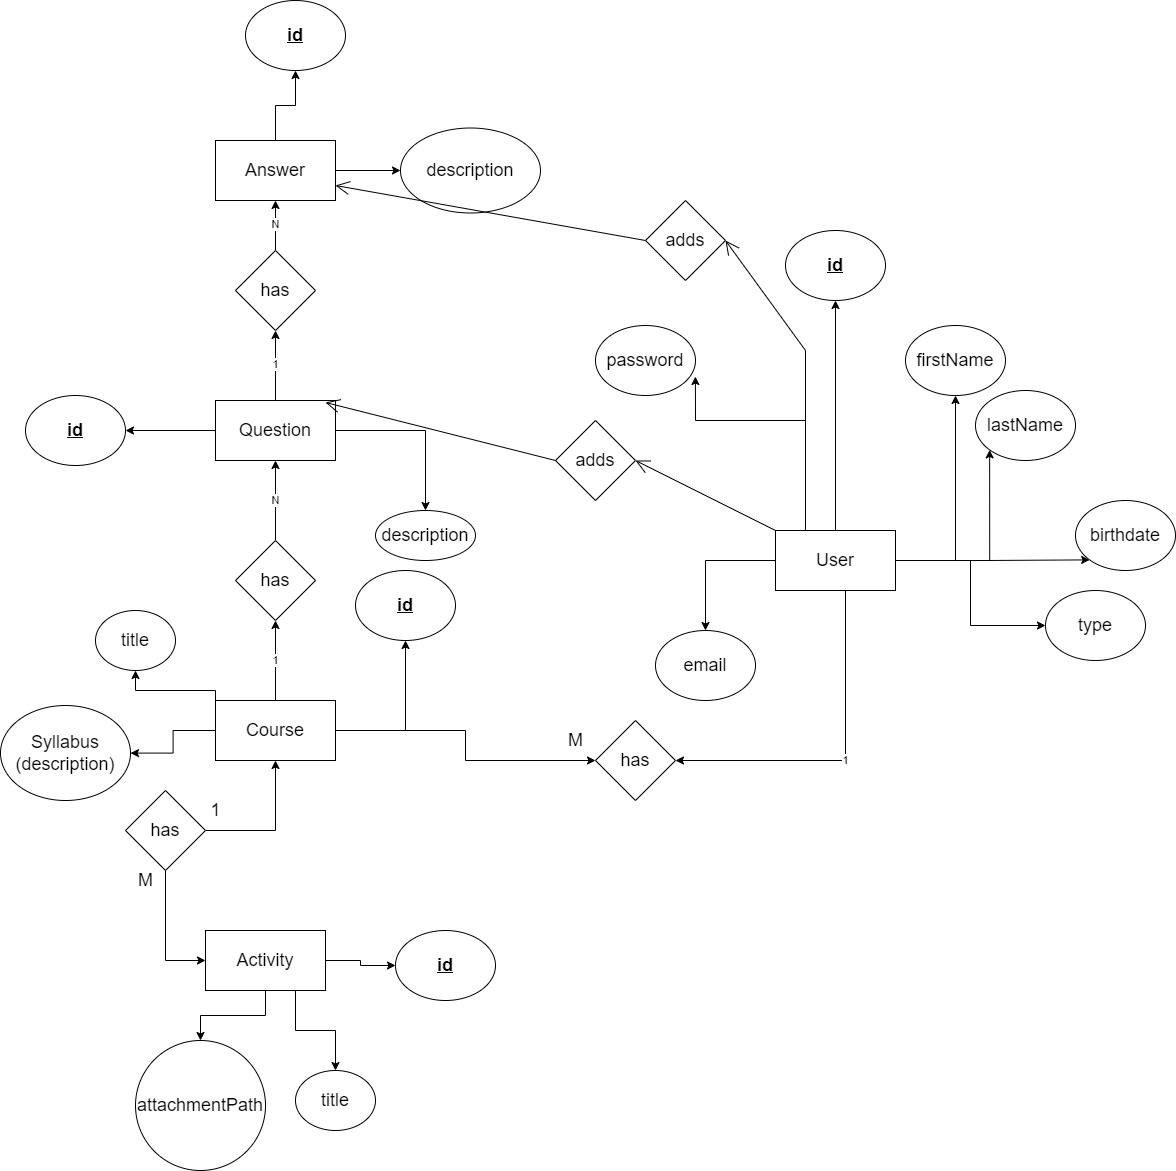 id
Answer
description
N
adds
id
has
password
firstName
1
lastName
id
Question
adds
N
description
birthdate
User
has
id
title
type
1
email
Course
Syllabus
(description)
M
has
1
has
1
M
Activity
id
attachmentPath
title